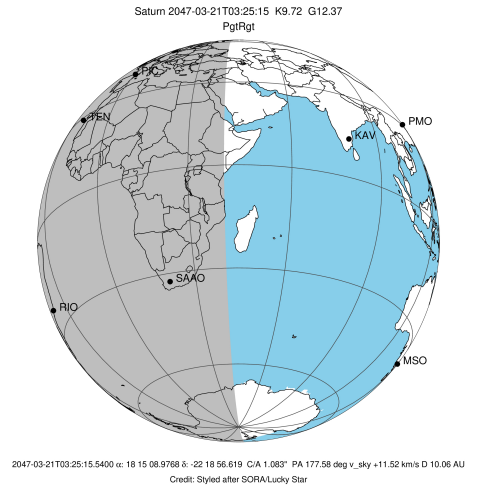 Saturn 2047-03-21T03:25:15 K9.72 G12.37
PgtRgt
PIC
TEN
PMO
KAV
SAAO
RIO
MSO
2047-03-21T03:25:15.5400 α: 18 15 08.9768 δ: -22 18 56.619 C/A 1.083" PA 177.58 deg v_sky +11.52 km/s D 10.06 AU
Credit: Styled after SORA/Lucky Star